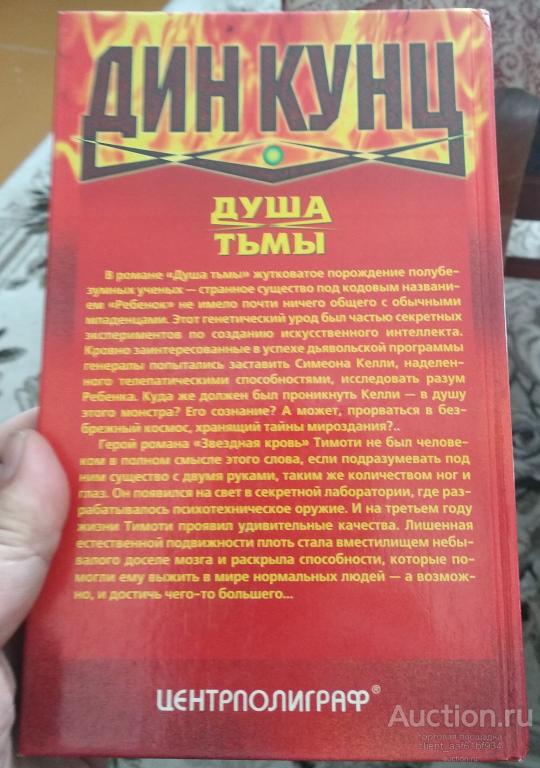 ДИН КУНЦ
ДУША
ТЬМЫ
В романе «Душа тьмы» жутковатое порождение полубе-
зумных ученых — странное существо под кодовым названи-
ем «Ребенок» не имело почти ничего общего с обычными
младенцами. Этот генетический урод был частью секретных
экспериментов по созданию искусственного интеллекта.
Кровно заинтересованные в успехе дьявольской программы
генералы попытались заставить Симеона Келли, наделен-
ного телепатическими способностями, исследовать разум
Ребенка. Куда же должен был проникнуть Келли — в душу
этого монстра? Его сознание? А может, прорваться в без-
брежный космос, хранящий тайны мироздания?..
Герой романа «Звездная кровь» Тимоти не был челове-
ком в полном смысле этого слова, если подразумевать под
ним существо с двумя руками, таким же количеством ног и
глаз. Он появился на свет в секретной лаборатории, где раз-
рабатывалось психотехническое оружие. И на третьем году
жизни Тимоти проявил удивительные качества. Лишенная
естественной подвижности плоть стала вместилищем небы-
валого доселе мозга и раскрыла способности, которые по-
могли ему выжить в мире нормальных людей — а возмож-
но, и достичь чего-то большего...
ЦЕНТРПОЛИГРАФ®
Auction.ru
торговая площадка
client_aaf61bf934
auction.ru